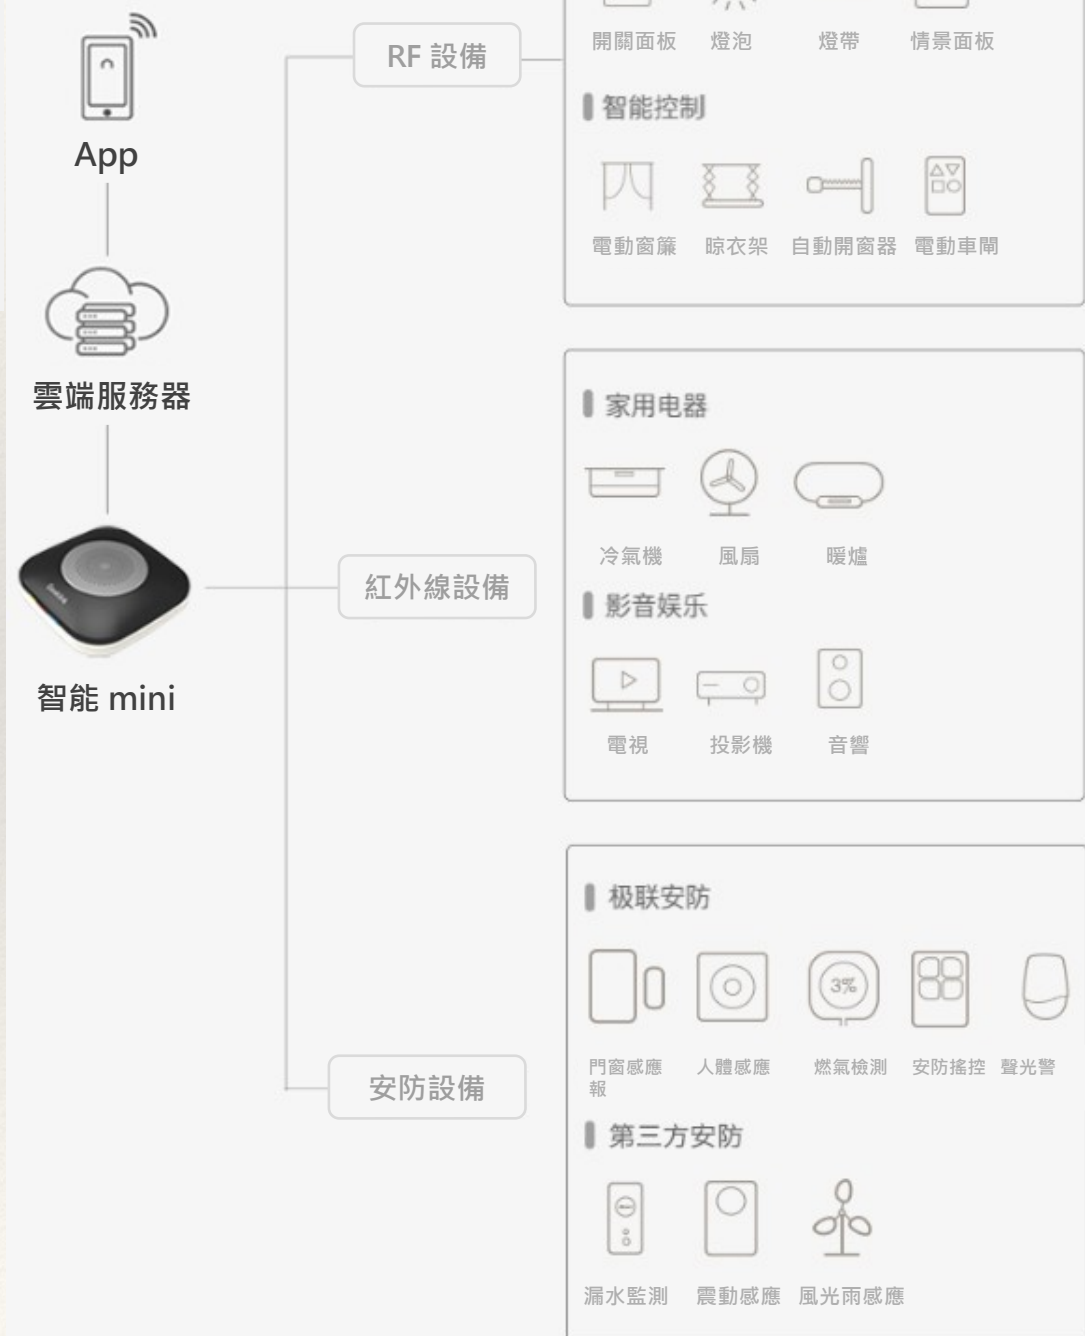 App
雲端服務器
智能 mini
RF 設備
開關面板 燈泡 燈帶 情景面板
智能控制
電動窗簾 晾衣架 自動開窗器 電動車閘
紅外線設備
家用电器
冷氣機 風扇 暖爐
影音娱乐
電視 投影機 音響
安防設備
极联安防
3%
門窗感應 人體感應 燃氣檢測 安防搖控 聲光警
報
第三方安防
漏水監測 震動感應 風光雨感應